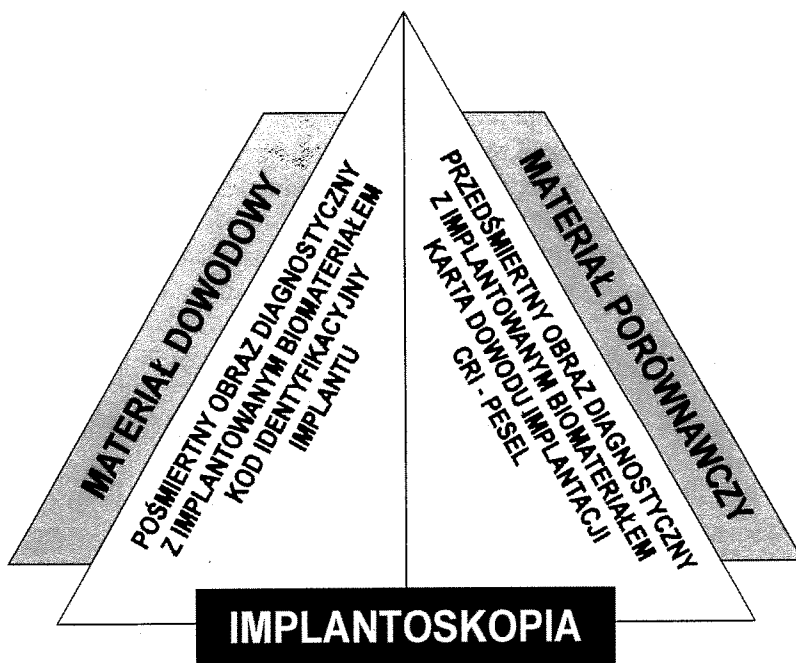 MATERIAŁ DOWODOWY
POŚMIERTNY OBRAZ DIAGNOSTYCZNY
Z IMPLANTOWANYM BIOMATERIAŁEM
KOD IDENTYFIKACYJNY
IMPLANTU
MATERIAŁ PORÓWNAWCZY
PRZEDŚMIERTNY OBRAZ DIAGNOSTYCZNY
Z IMPLANTOWANYM BIOMATERIAŁEM
KARTA DOWODU IMPLANTACJI
CRI - PESEL
IMPLANTOSKOPIA